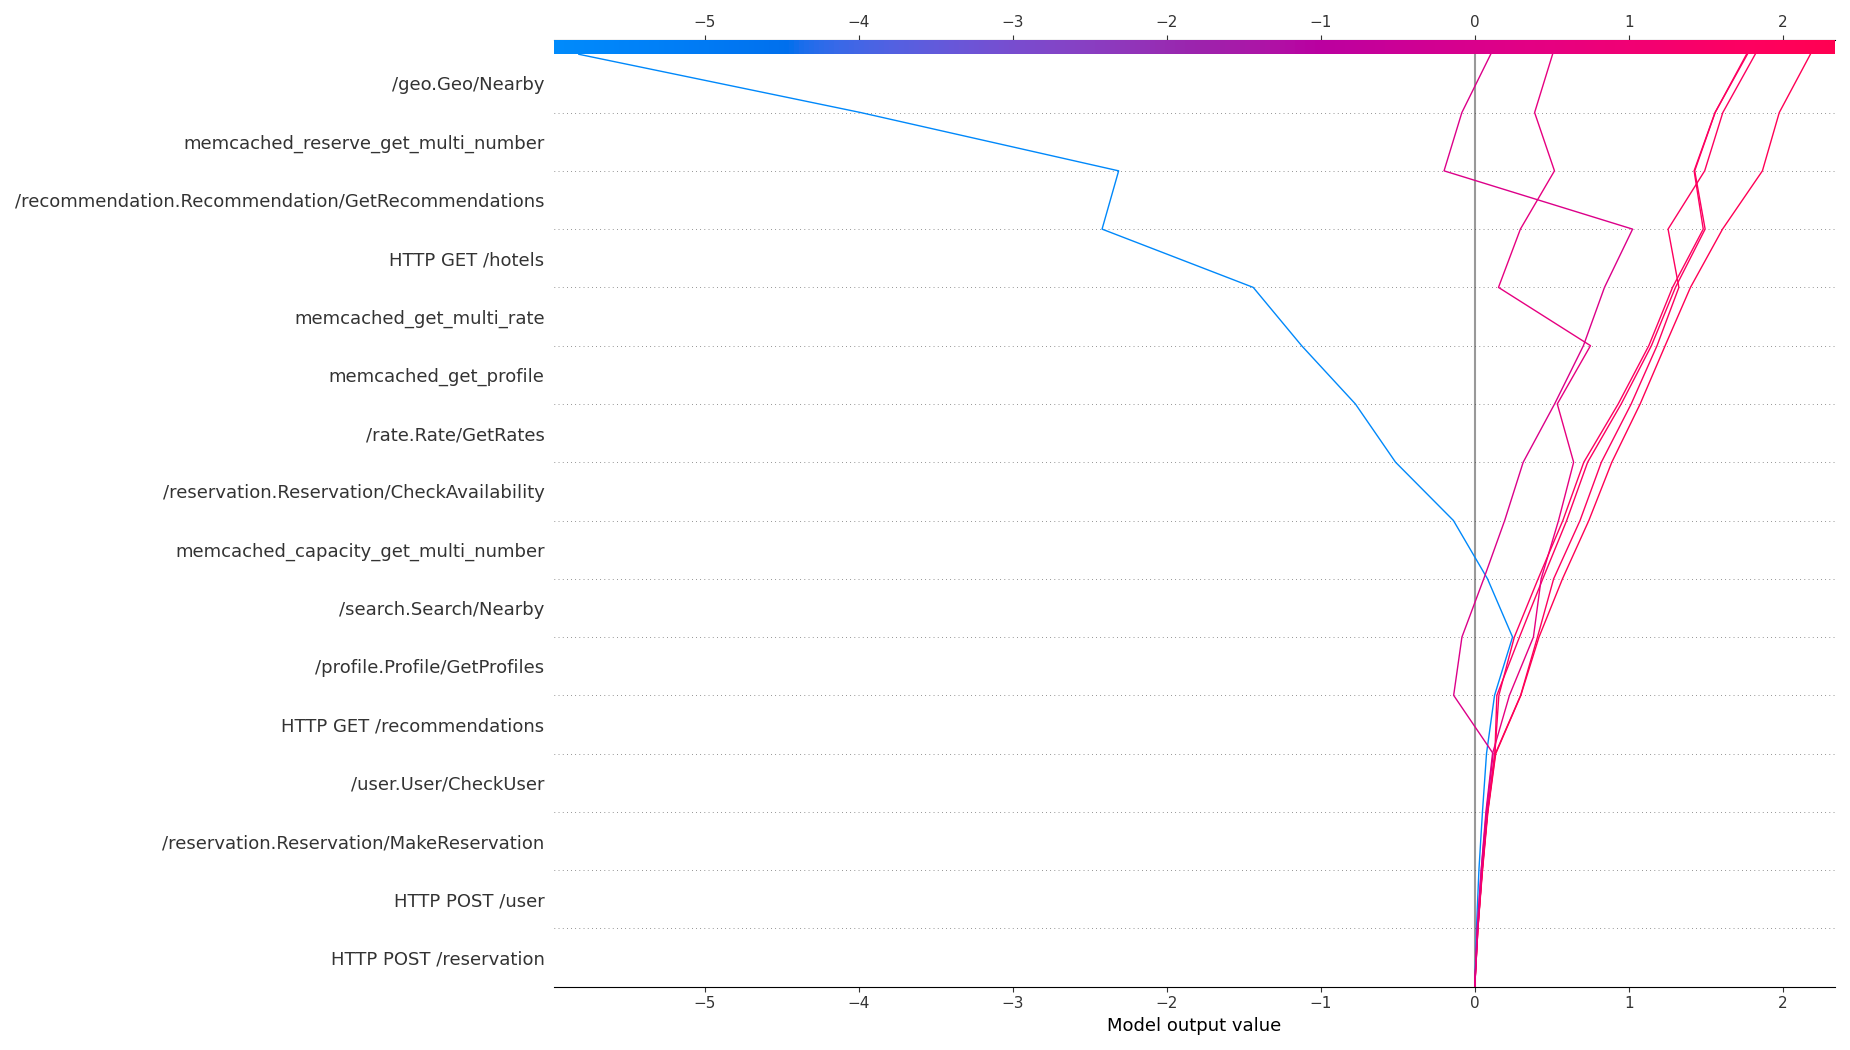 −5 −4 −3 −2 −1 0 1 2
/geo.Geo/Nearby
memcached_reserve_get_multi_number
/recommendation.Recommendation/GetRecommendations
HTTP GET /hotels
memcached_get_multi_rate
memcached_get_profile
/rate.Rate/GetRates
/reservation.Reservation/CheckAvailability
memcached_capacity_get_multi_number
/search.Search/Nearby
/profile.Profile/GetProfiles
HTTP GET /recommendations
/user.User/CheckUser
/reservation.Reservation/MakeReservation
HTTP POST /user
HTTP POST /reservation
−5 −4 −3 −2 −1 0 1 2
Model output value